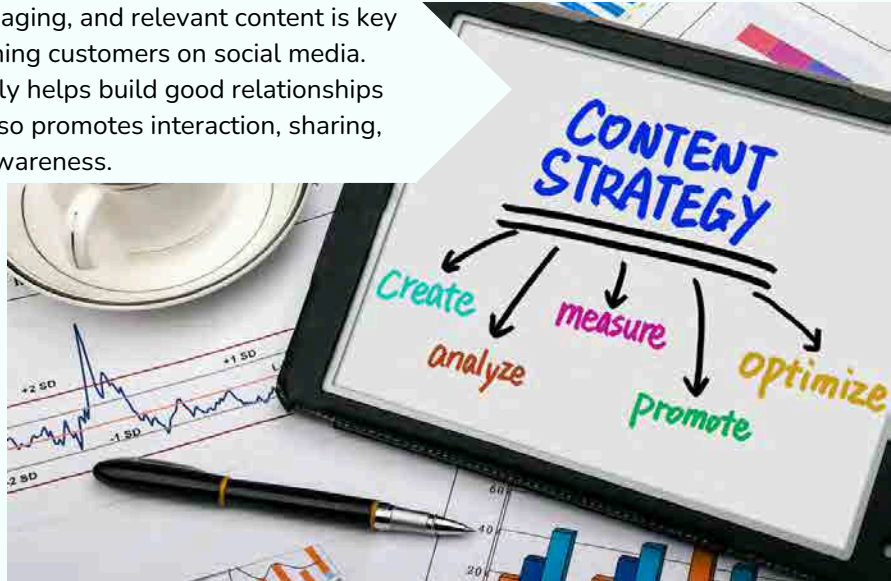 aging, and relevant content is key
ning customers on social media.
ly helps build good relationships
so promotes interaction, sharing,
wareness.
CONTENT
STRATEGY
Create
measure
analyze
optimize
promote
+2 SD
+1 SD
-1 SD
-2 SD
60
40
20